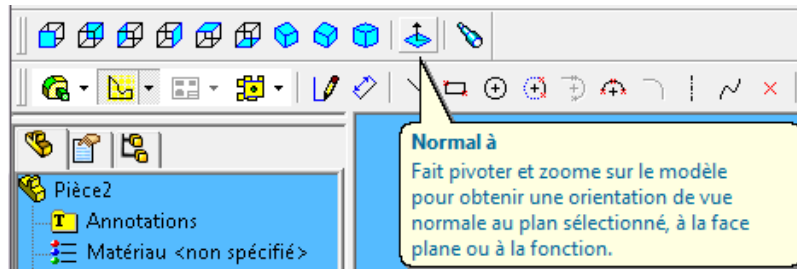 Normal à
Fait pivoter et zoome sur le modèle
pour obtenir une orientation de vue
normale au plan sélectionné, à la face
plane ou à la fonction.
Pièce2
T Annotations
Matériau <non spécifié>